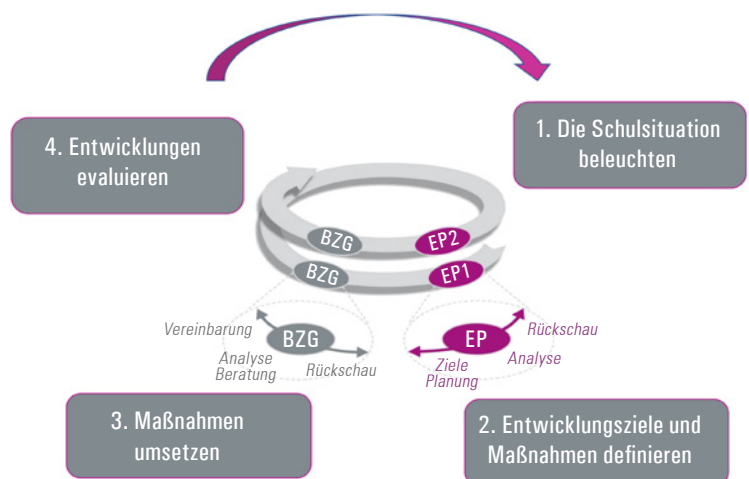 4. Entwicklungen
evaluieren
1. Die Schulsituation
beleuchten
BZG
EP2
BZG
EP1
Vereinbarung
BZG
Analyse
Beratung
Rückschau
EP
Rückschau
Ziele
Planung
Analyse
3. Maßnahmen
umsetzen
2. Entwicklungsziele und
Maßnahmen definieren